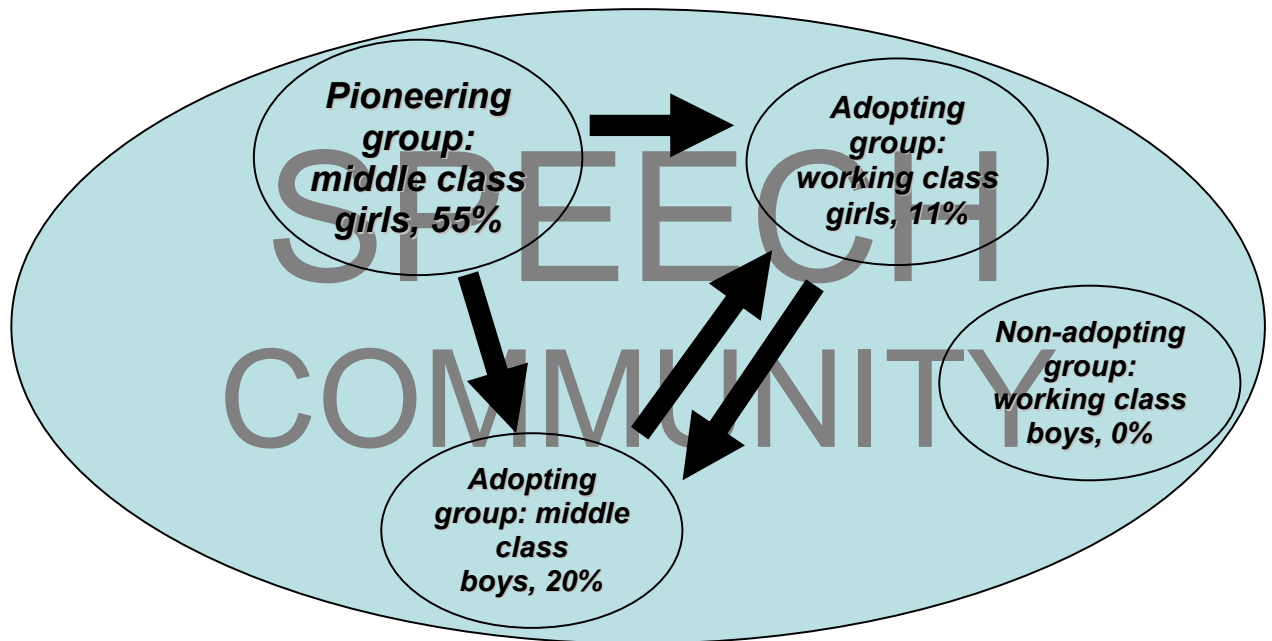 Pioneering
group:
middle class
girls, 55%
Adopting
group:
working class
girls, 11%
SPEECH
COMMUNITY
Non-adopting
group:
working class
boys, 0%
Adopting
group: middle
class
boys, 20%